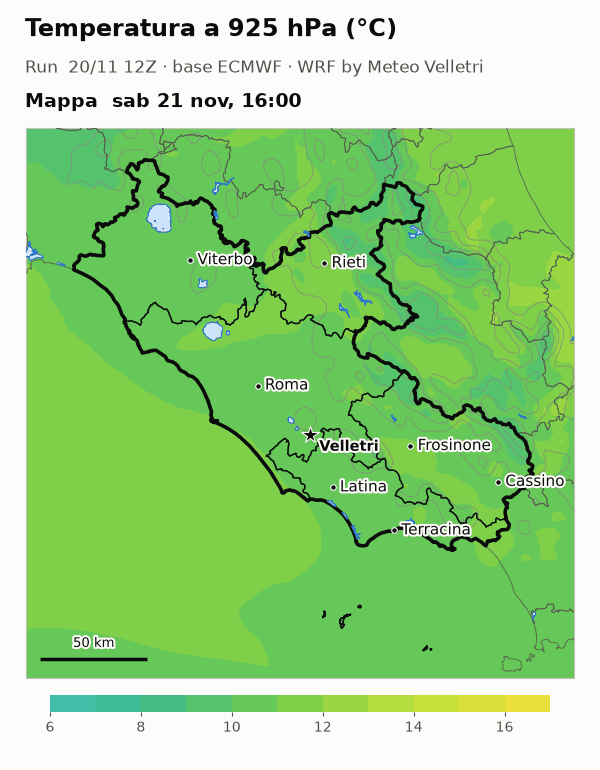 Temperatura a 925 hPa (°C)
Run  20/11 12Z · base ECMWF · WRF by Meteo Velletri
Mappa  sab 21 nov, 16:00
Viterbo
Rieti
Roma
Velletri
Frosinone
Latina
Cassino
Terracina
50 km
6 8 10 12 14 16